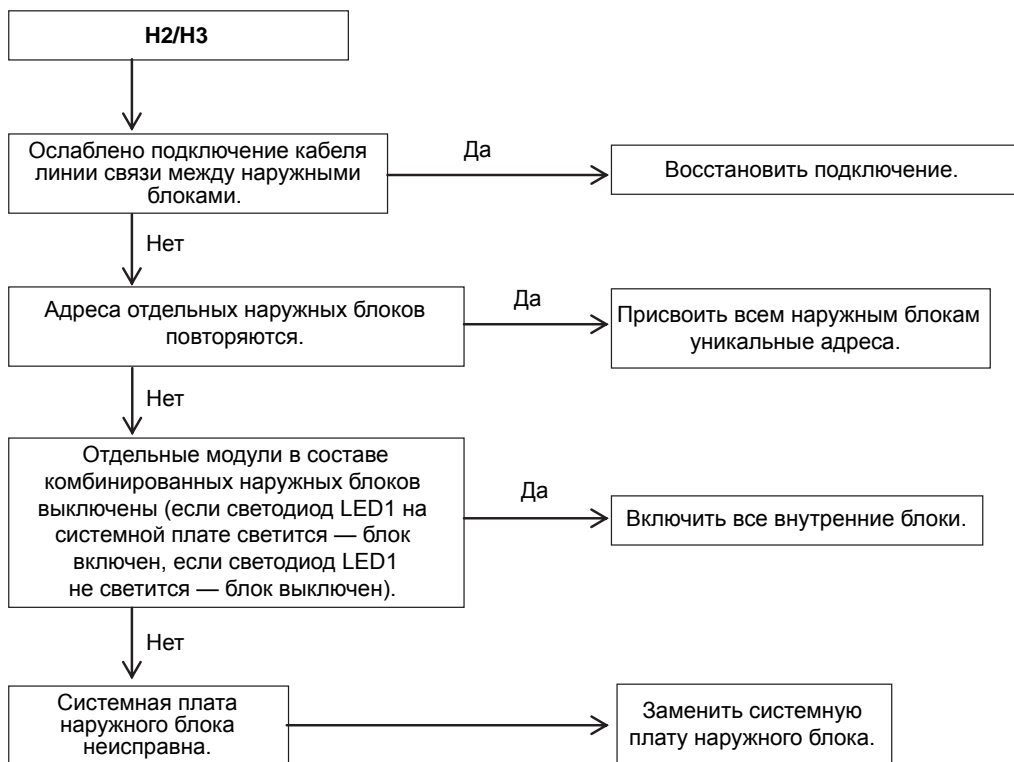 H2/H3
Ослаблено подключение кабеля
линии связи между наружными
блоками.
Да
Восстановить подключение.
Нет
Адреса отдельных наружных блоков
повторяются.
Да
Присвоить всем наружным блокам
уникальные адреса.
Нет
Отдельные модули в составе
комбинированных наружных блоков
выключены (если светодиод LED1 на
системной плате светится — блок
включен, если светодиод LED1
не светится — блок выключен).
Да
Включить все внутренние блоки.
Нет
Системная плата
наружного блока
неисправна.
Заменить системную
плату наружного блока.